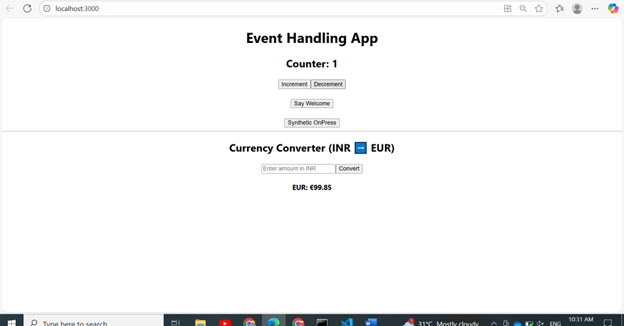 localhost:3000
Event Handling App
Counter: 1
Increment Decrement
Say Welcome
Synthetic OnPress
Currency Converter (INR ➡ EUR)
Enter amount in INR Convert
EUR: €99.85
Type here to search
31°C Mostly cloudy
ENG
10:31 AM